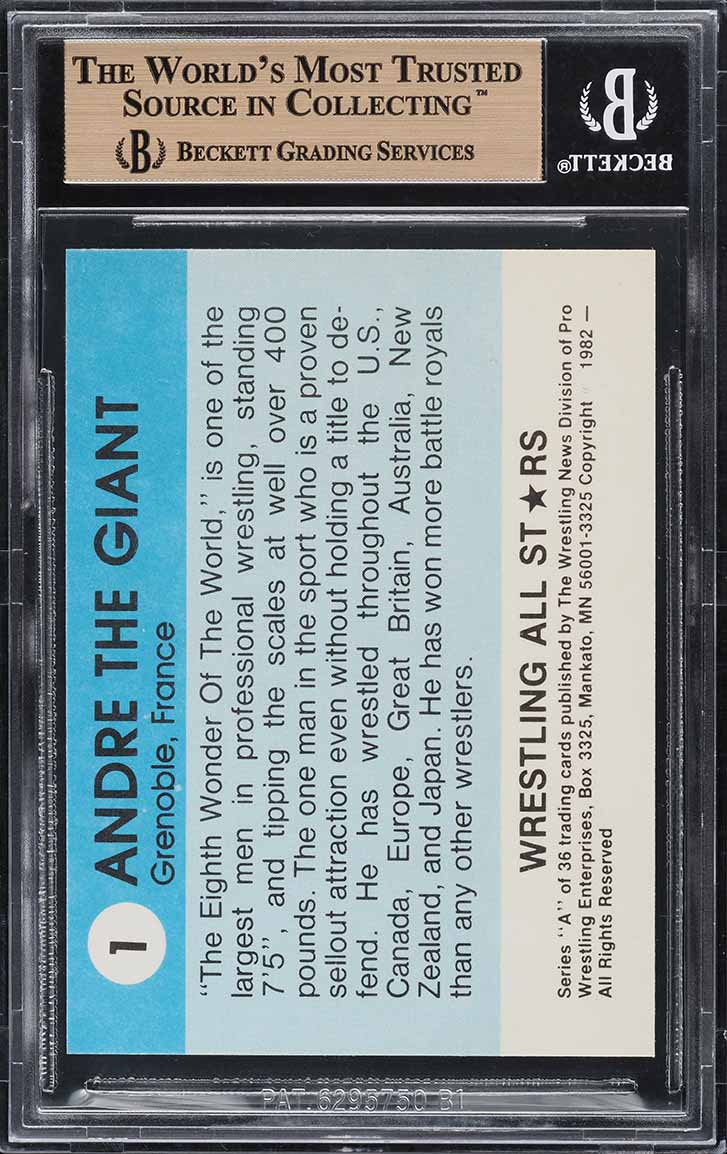 THE WORLD'S MOST TRUSTED
SOURCE IN COLLECTING™
B BECKETT GRADING SERVICES
B
BECKETT®
1
ANDRE THE GIANT
Grenoble, France
"The Eighth Wonder Of The World," is one of the
largest men in professional wrestling, standing
7'5", and tipping the scales at well over 400
pounds. The one man in the sport who is a proven
sellout attraction even without holding a title to de-
fend. He has wrestled throughout the U.S.,
Canada, Europe, Great Britain, Australia, New
Zealand, and Japan. He has won more battle royals
than any other wrestlers.
WRESTLING ALL ST★RS
Series "A" of 36 trading cards published by The Wrestling News Division of Pro
Wrestling Enterprises, Box 3325, Mankato, MN 56001-3325 Copyright 1982 —
All Rights Reserved
PAT. 6295750 B1